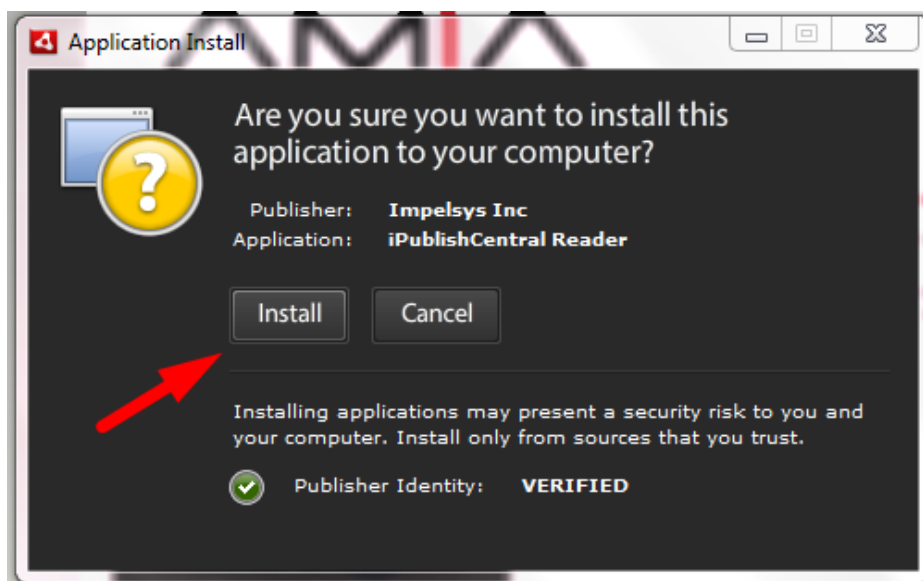 AMIA
Application Install
Are you sure you want to install this
application to your computer?
Publisher: Impelsys Inc
Application: iPublishCentral Reader
Install Cancel
Installing applications may present a security risk to you and
your computer. Install only from sources that you trust.
Publisher Identity: VERIFIED